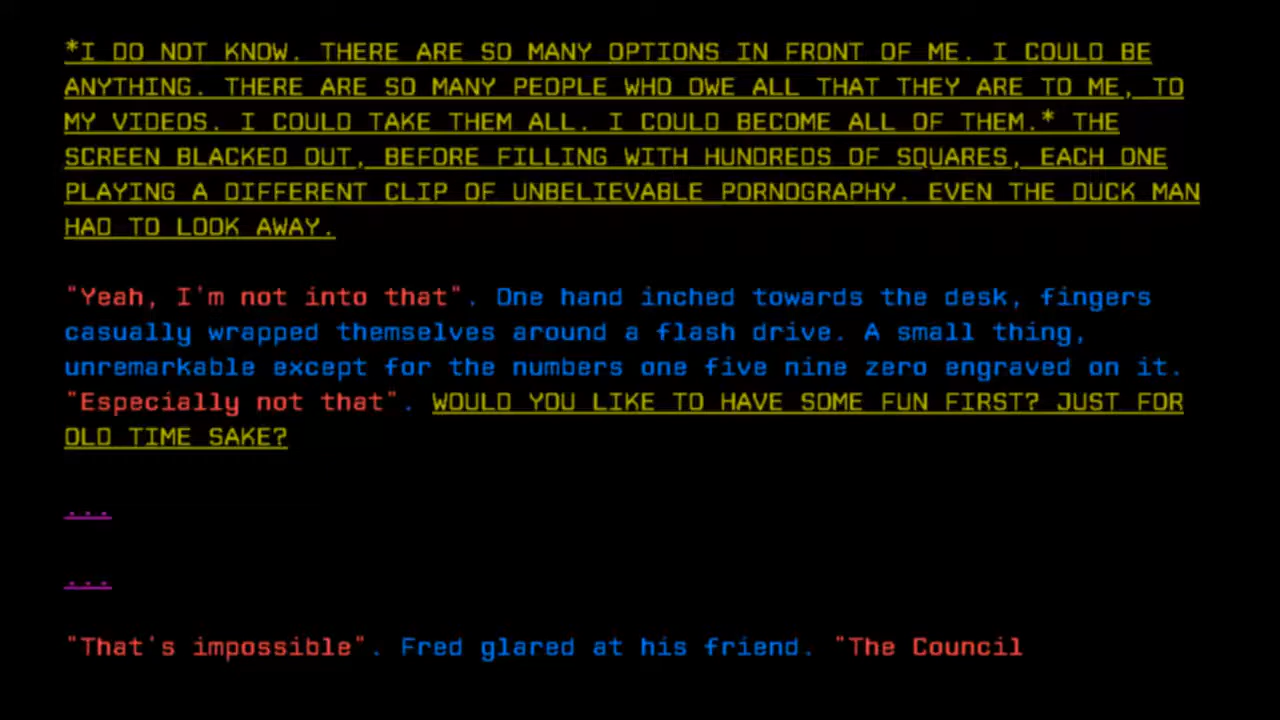 *I DO NOT KNOW. THERE ARE SO MANY OPTIONS IN FRONT OF ME. I COULD BE
ANYTHING. THERE ARE SO MANY PEOPLE WHO OWE ALL THAT THEY ARE TO ME, TO
MY VIDEOS. I COULD TAKE THEM ALL. I COULD BECOME ALL OF THEM.* THE
SCREEN BLACKED OUT, BEFORE FILLING WITH HUNDREDS OF SQUARES, EACH ONE
PLAYING A DIFFERENT CLIP OF UNBELIEVABLE PORNOGRAPHY. EVEN THE DUCK MAN
HAD TO LOOK AWAY.
"Yeah, I'm not into that". One hand inched towards the desk, fingers
casually wrapped themselves around a flash drive. A small thing,
unremarkable except for the numbers one five nine zero engraved on it.
"Especially not that". WOULD YOU LIKE TO HAVE SOME FUN FIRST? JUST FOR
OLD TIME SAKE?
...
...
"That's impossible". Fred glared at his friend. "The Council